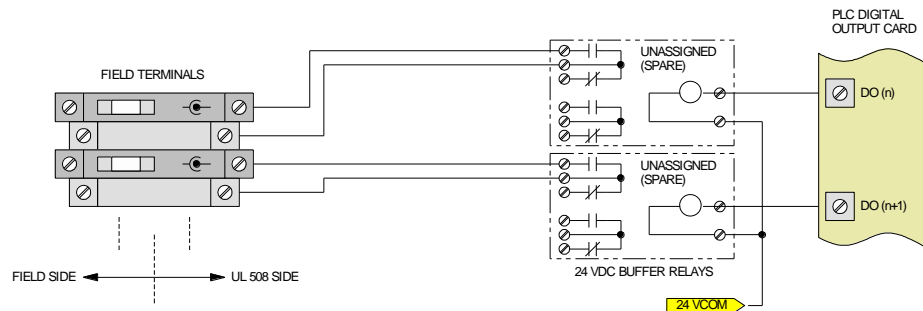 PLC DIGITAL
OUTPUT CARD
UNASSIGNED
(SPARE)
FIELD TERMINALS
DO (n)
UNASSIGNED
(SPARE)
DO (n+1)
FIELD SIDE
UL 508 SIDE
24 VDC BUFFER RELAYS
24 VCOM